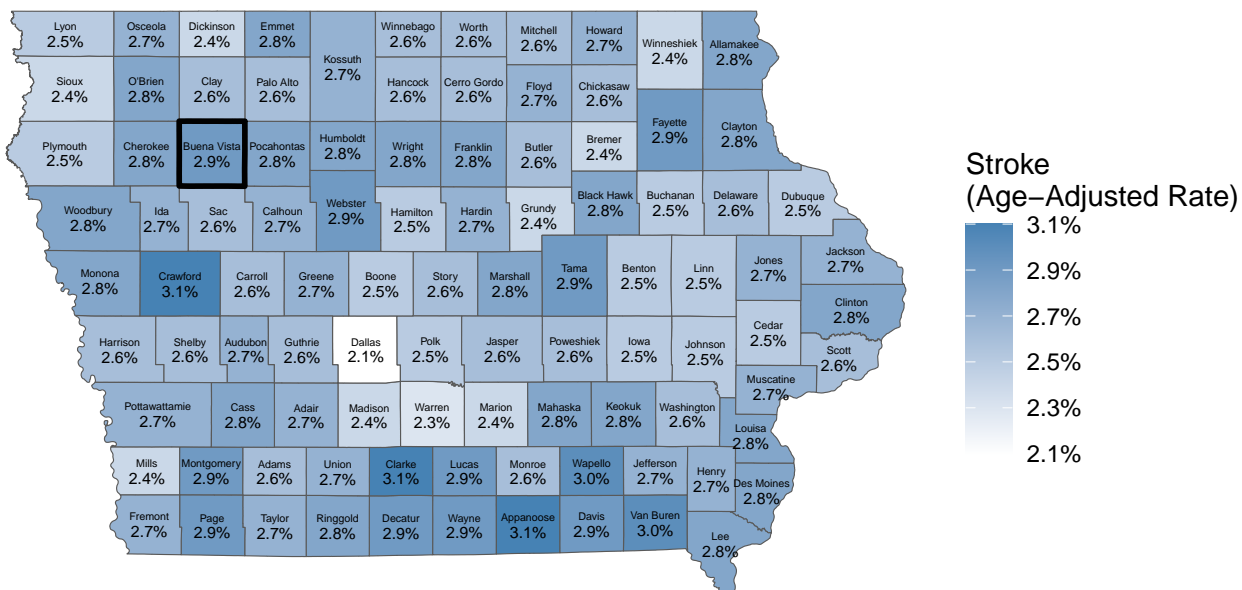 Lyon
2.5%
Osceola
2.7%
Dickinson
2.4%
Emmet
2.8%
Kossuth
2.7%
Winnebago
2.6%
Worth
2.6%
Mitchell
2.6%
Howard
2.7%
Winneshiek
2.4%
Allamakee
2.8%
Sioux
2.4%
O'Brien
2.8%
Clay
2.6%
Palo Alto
2.6%
Hancock
2.6%
Cerro Gordo
2.6%
Floyd
2.7%
Chickasaw
2.6%
Fayette
2.9%
Clayton
2.8%
Plymouth
2.5%
Cherokee
2.8%
Buena Vista
2.9%
Pocahontas
2.8%
Humboldt
2.8%
Wright
2.8%
Franklin
2.8%
Butler
2.6%
Bremer
2.4%
Woodbury
2.8%
Ida
2.7%
Sac
2.6%
Calhoun
2.7%
Webster
2.9%
Hamilton
2.5%
Hardin
2.7%
Grundy
2.4%
Black Hawk
2.8%
Buchanan
2.5%
Delaware
2.6%
Dubuque
2.5%
Monona
2.8%
Crawford
3.1%
Carroll
2.6%
Greene
2.7%
Boone
2.5%
Story
2.6%
Marshall
2.8%
Tama
2.9%
Benton
2.5%
Linn
2.5%
Jones
2.7%
Jackson
2.7%
Clinton
2.8%
Harrison
2.6%
Shelby
2.6%
Audubon
2.7%
Guthrie
2.6%
Dallas
2.1%
Polk
2.5%
Jasper
2.6%
Poweshiek
2.6%
Iowa
2.5%
Johnson
2.5%
Cedar
2.5%
Scott
2.6%
Muscatine
2.7%
Pottawattamie
2.7%
Cass
2.8%
Adair
2.7%
Madison
2.4%
Warren
2.3%
Marion
2.4%
Mahaska
2.8%
Keokuk
2.8%
Washington
2.6%
Louisa
2.8%
Mills
2.4%
Montgomery
2.9%
Adams
2.6%
Union
2.7%
Clarke
3.1%
Lucas
2.9%
Monroe
2.6%
Wapello
3.0%
Jefferson
2.7%
Henry
2.7%
Des Moines
2.8%
Fremont
2.7%
Page
2.9%
Taylor
2.7%
Ringgold
2.8%
Decatur
2.9%
Wayne
2.9%
Appanoose
3.1%
Davis
2.9%
Van Buren
3.0%
Lee
2.8%
Stroke
(Age−Adjusted Rate)
3.1%
2.9%
2.7%
2.5%
2.3%
2.1%